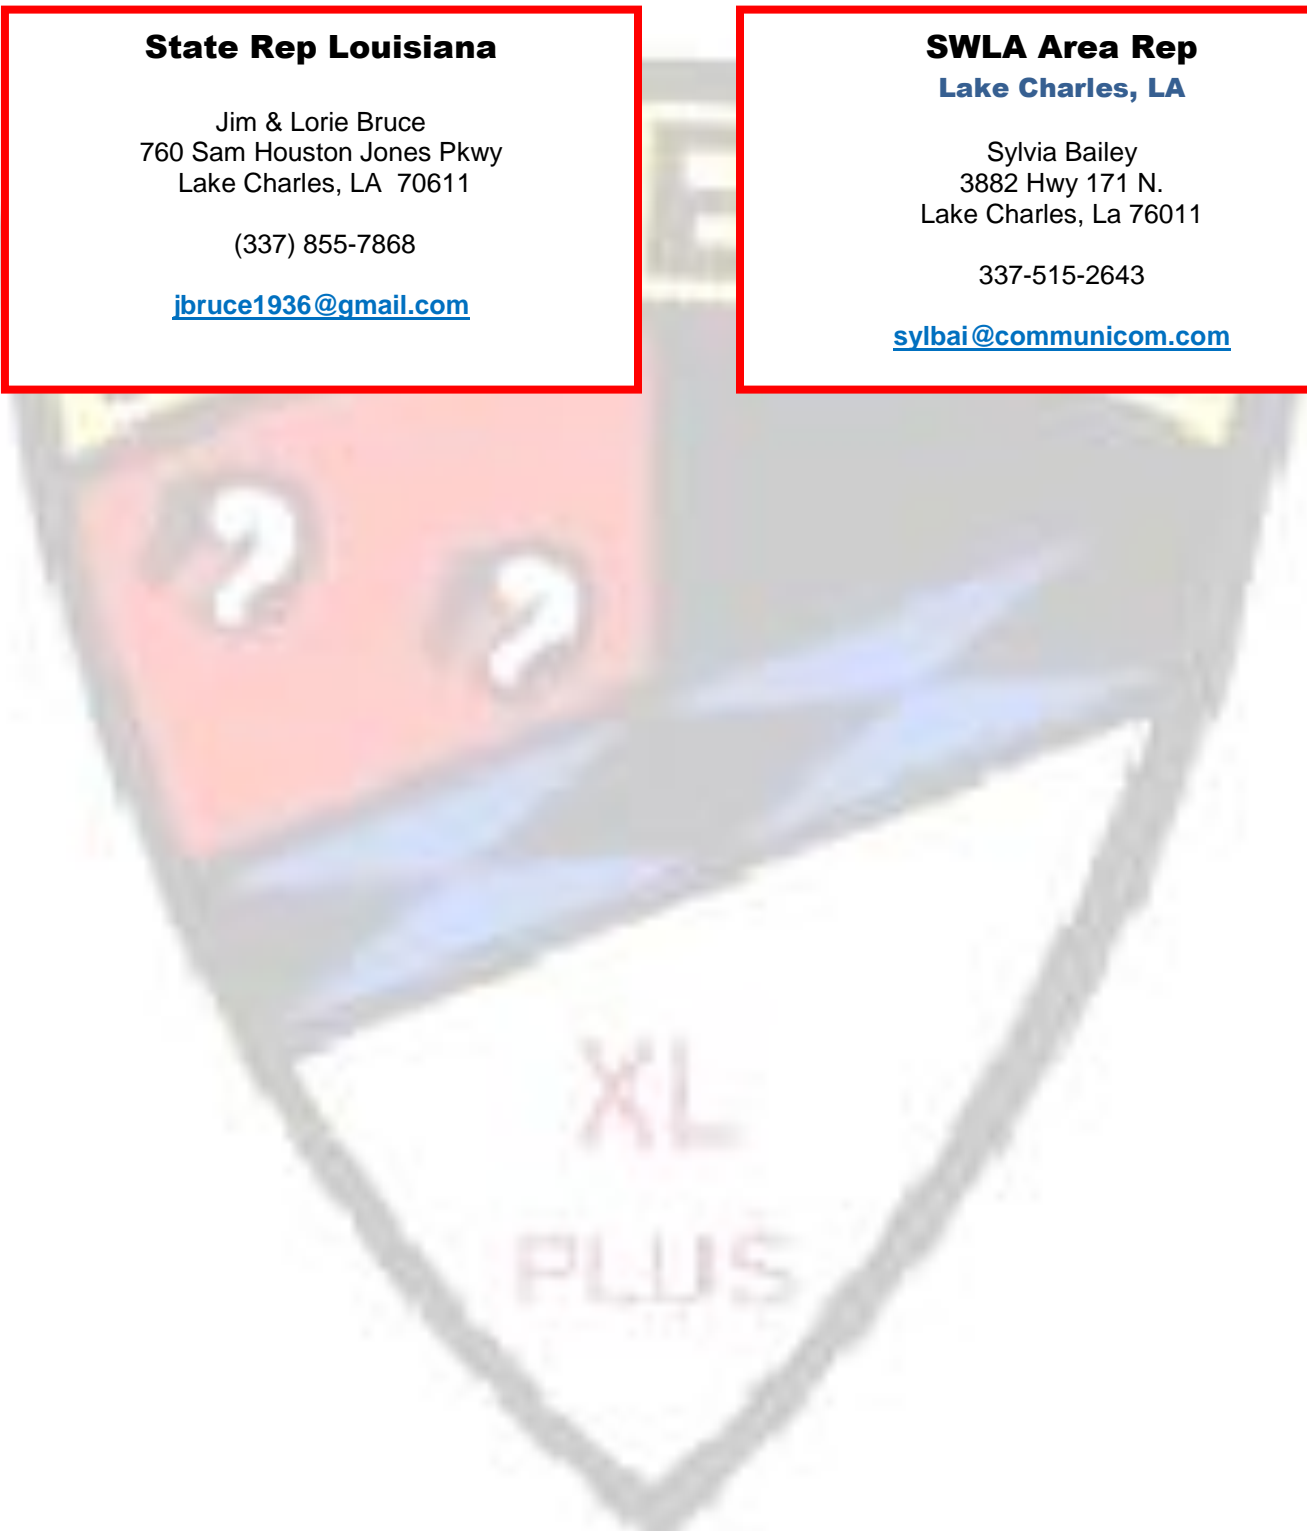 State Rep Louisiana
Jim & Lorie Bruce
760 Sam Houston Jones Pkwy
Lake Charles, LA  70611
(337) 855-7868
jbruce1936@gmail.com
SWLA Area Rep
Lake Charles, LA
Sylvia Bailey
3882 Hwy 171 N.
Lake Charles, La 76011
337-515-2643
sylbai@communicom.com
? ?
XL
PLUS